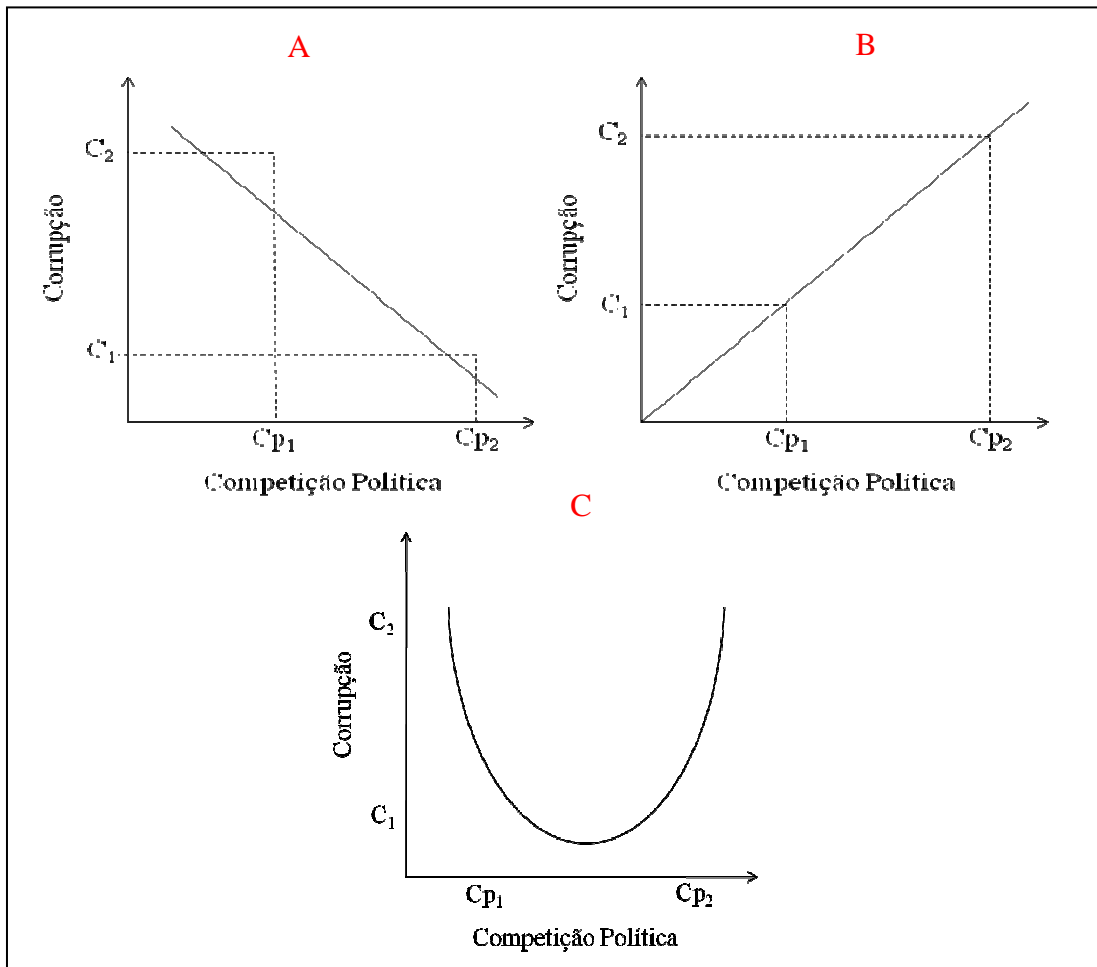 A
C₂
Corrupção
C₁
Cp₁ Cp₂
Competição Política
B
C₂
Corrupção
C₁
Cp₁ Cp₂
Competição Política
C
C₂
Corrupção
C₁
Cp₁ Cp₂
Competição Política